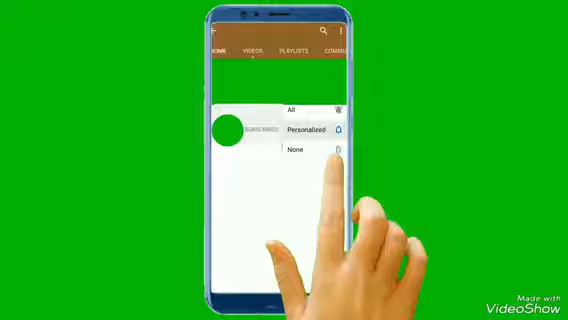 HOME VIDEOS PLAYLISTS COMMU
All
SUBSCRIBED Personalized
None
Made with
VideoShow